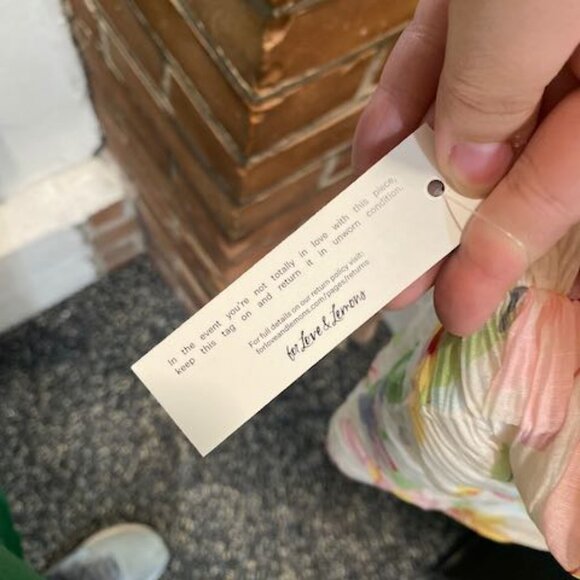 In the event you're not totally in love with this piece,
keep this tag on and return it in unworn condition.
For full details on our return policy visit:
forloveandlemons.com/pages/returns
for Love & Lemons